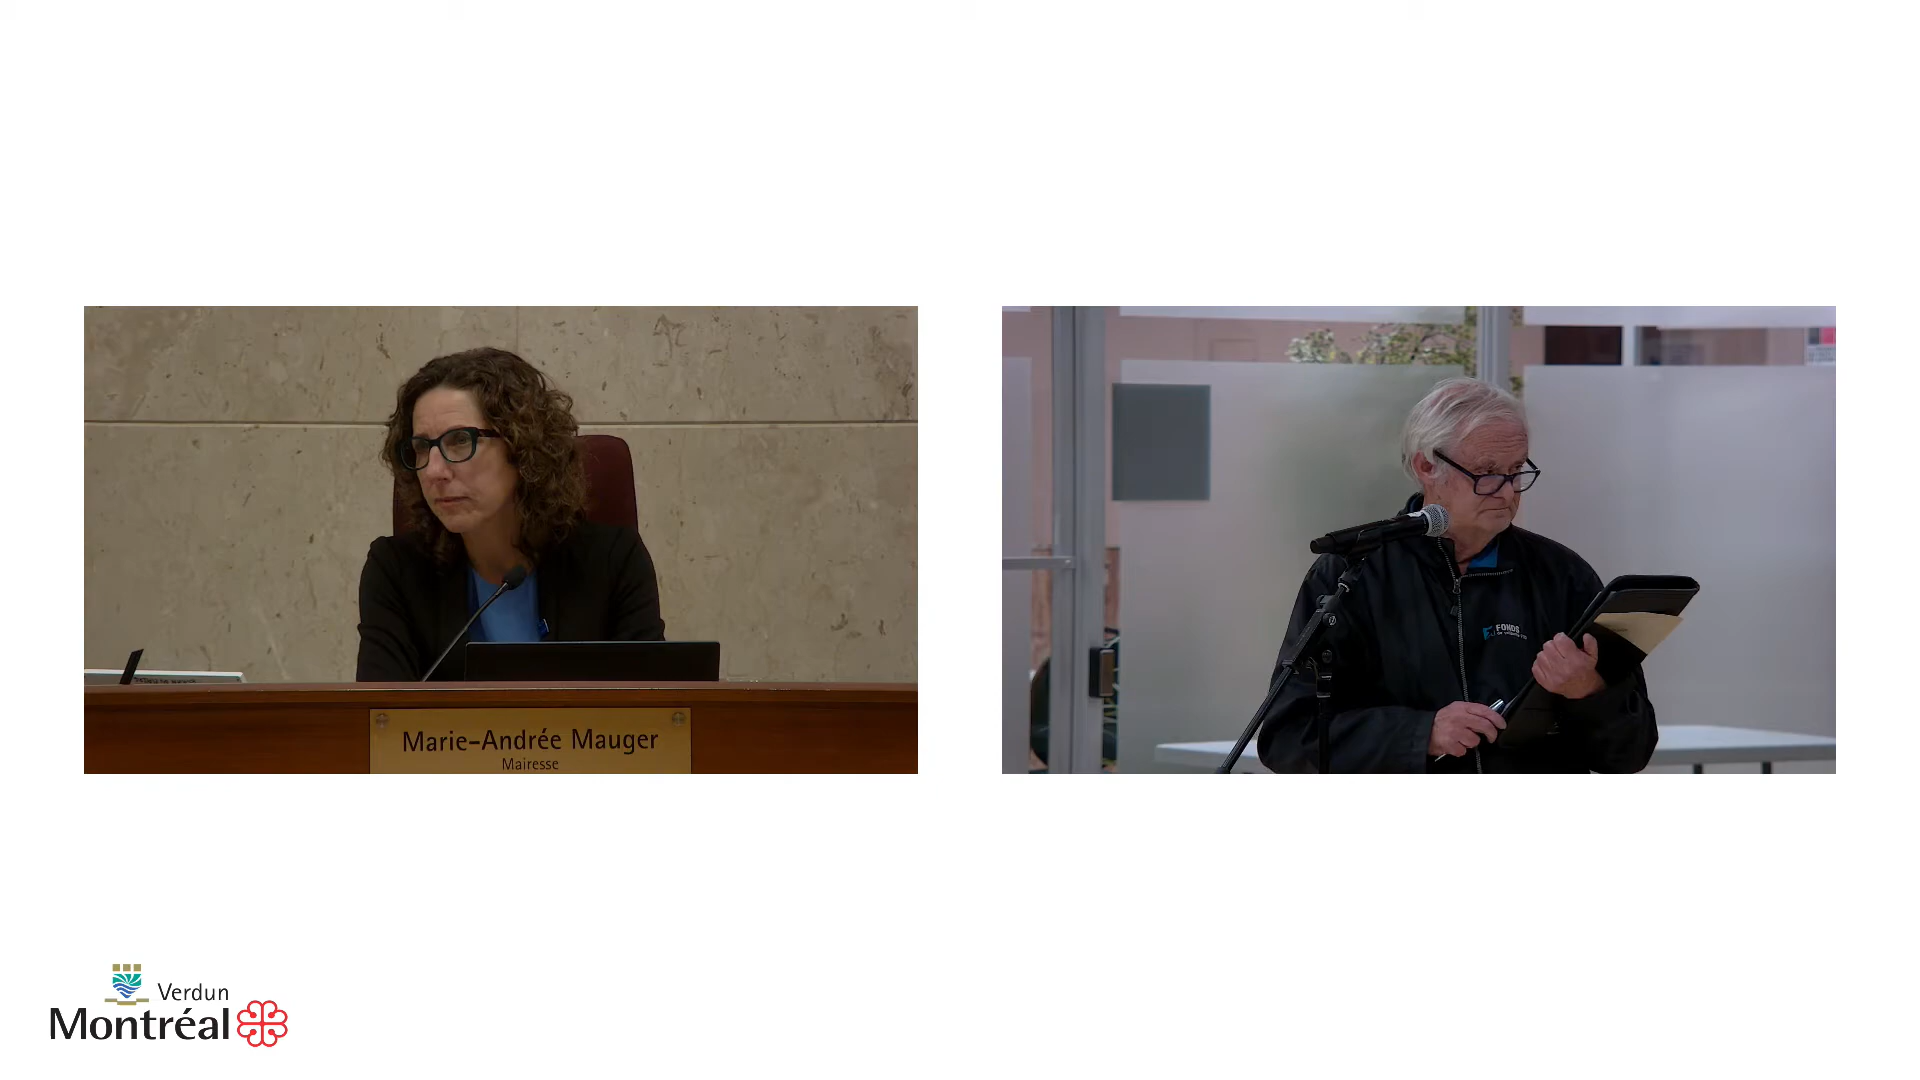 Marie-Andrée Mauger
Mairesse
FONDS
Verdun
Montréal